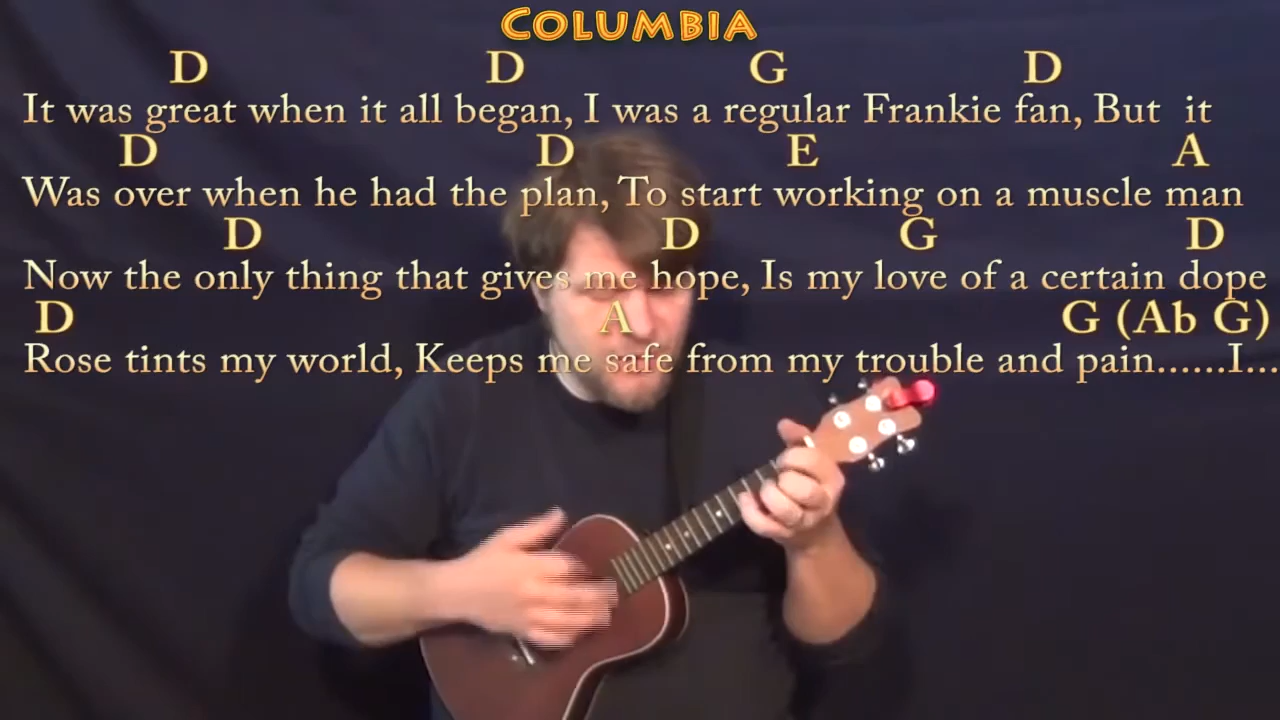 COLUMBIA
D D G D
It was great when it all began, I was a regular Frankie fan, But it
D D E A
Was over when he had the plan, To start working on a muscle man
D D G D
Now the only thing that gives me hope, Is my love of a certain dope
D A G (Ab G)
Rose tints my world, Keeps me safe from my trouble and pain......I...